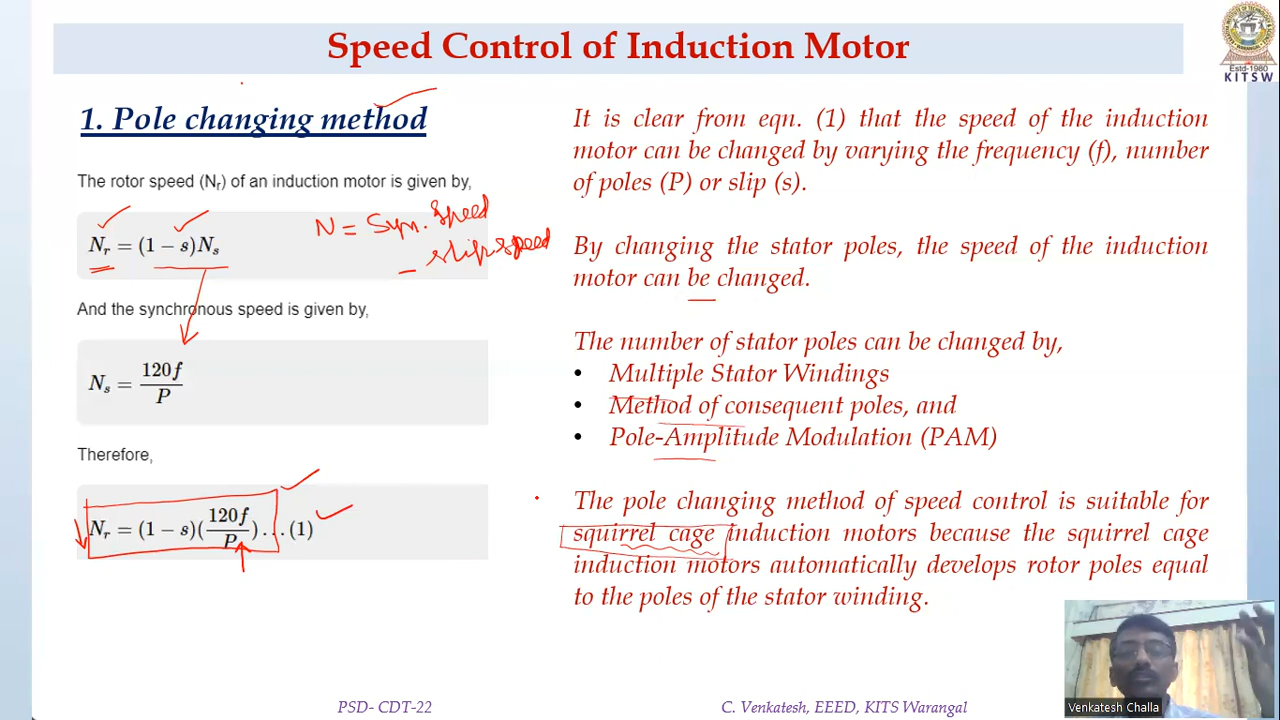 Speed Control of Induction Motor
Estd-1980
KITSW
1. Pole changing method
The rotor speed (Nr) of an induction motor is given by,
Nr = (1 − s)Ns
N = Syn. Speed
− slip speed
And the synchronous speed is given by,
Ns = 120f/P
Therefore,
Nr = (1 − s)(120f/P)...(1)
It is clear from eqn. (1) that the speed of the induction
motor can be changed by varying the frequency (f), number
of poles (P) or slip (s).
By changing the stator poles, the speed of the induction
motor can be changed.
The number of stator poles can be changed by,
• Multiple Stator Windings
• Method of consequent poles, and
• Pole-Amplitude Modulation (PAM)
The pole changing method of speed control is suitable for
squirrel cage induction motors because the squirrel cage
induction motors automatically develops rotor poles equal
to the poles of the stator winding.
Venkatesh Challa
PSD- CDT-22
C. Venkatesh, EEED, KITS Warangal